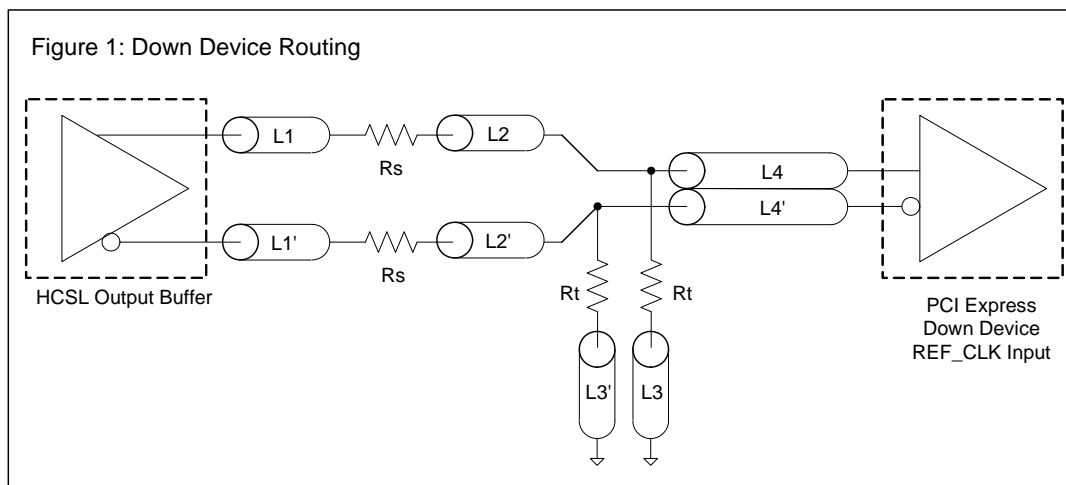 Figure 1: Down Device Routing
L1
Rs
L2
L4
L4'
L1'
Rs
L2'
Rt
Rt
L3'
L3
HCSL Output Buffer
PCI Express
Down Device
REF_CLK Input